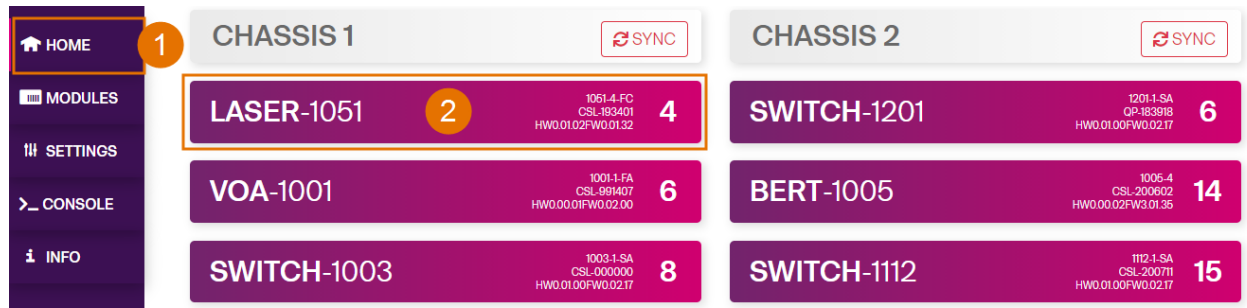 HOME
1
MODULES
SETTINGS
>_ CONSOLE
i INFO
CHASSIS 1
SYNC
LASER-1051
2
1051-4-FC
CSL-193401
HW0.01.02FW0.01.32
4
VOA-1001
1001-1-FA
CSL-991407
HW0.00.01FW0.02.00
6
SWITCH-1003
1003-1-SA
CSL-000000
HW0.01.00FW0.02.17
8
CHASSIS 2
SYNC
SWITCH-1201
1201-1-SA
QP-183918
HW0.01.00FW0.02.17
6
BERT-1005
1005-4
CSL-200602
HW0.00.02FW3.01.35
14
SWITCH-1112
1112-1-SA
CSL-200711
HW0.01.00FW0.02.17
15